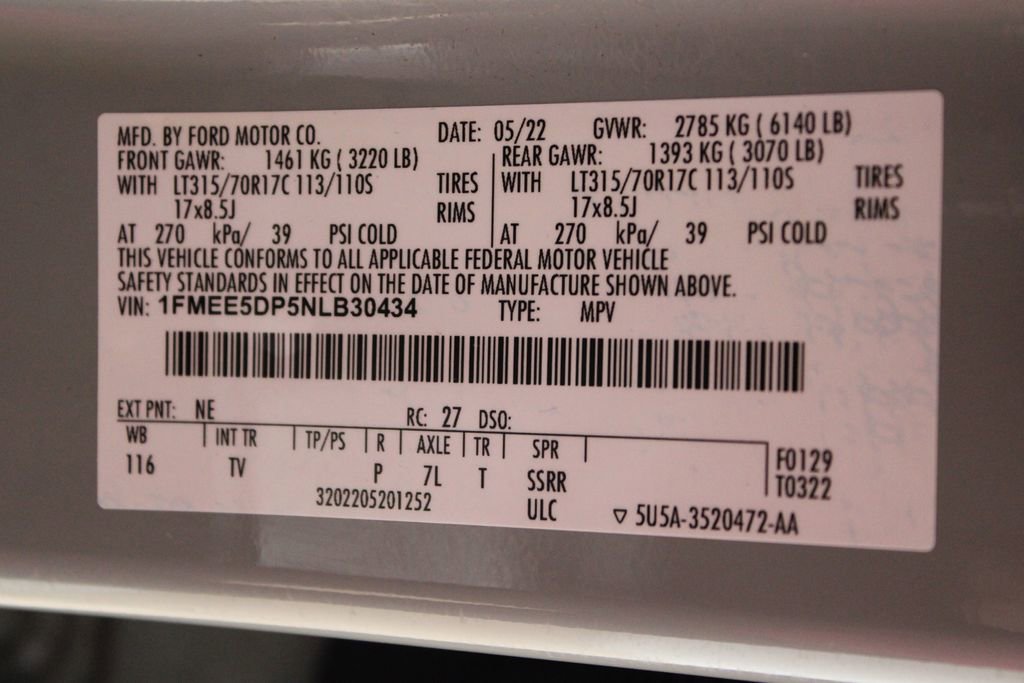 MFD. BY FORD MOTOR CO. DATE: 05/22 GVWR: 2785 KG ( 6140 LB)
FRONT GAWR: 1461 KG ( 3220 LB) REAR GAWR: 1393 KG ( 3070 LB)
WITH LT315/70R17C 113/110S TIRES WITH LT315/70R17C 113/110S TIRES
17x8.5J RIMS 17x8.5J RIMS
AT 270 kPa/ 39 PSI COLD AT 270 kPa/ 39 PSI COLD
THIS VEHICLE CONFORMS TO ALL APPLICABLE FEDERAL MOTOR VEHICLE
SAFETY STANDARDS IN EFFECT ON THE DATE OF MANUFACTURE SHOWN ABOVE.
VIN: 1FMEE5DP5NLB30434 TYPE: MPV
EXT PNT: NE RC: 27 DSO:
WB INT TR TP/PS R AXLE TR SPR F0129
116 TV P 7L T SSRR T0322
3202205201252 ULC ▽ 5U5A-3520472-AA